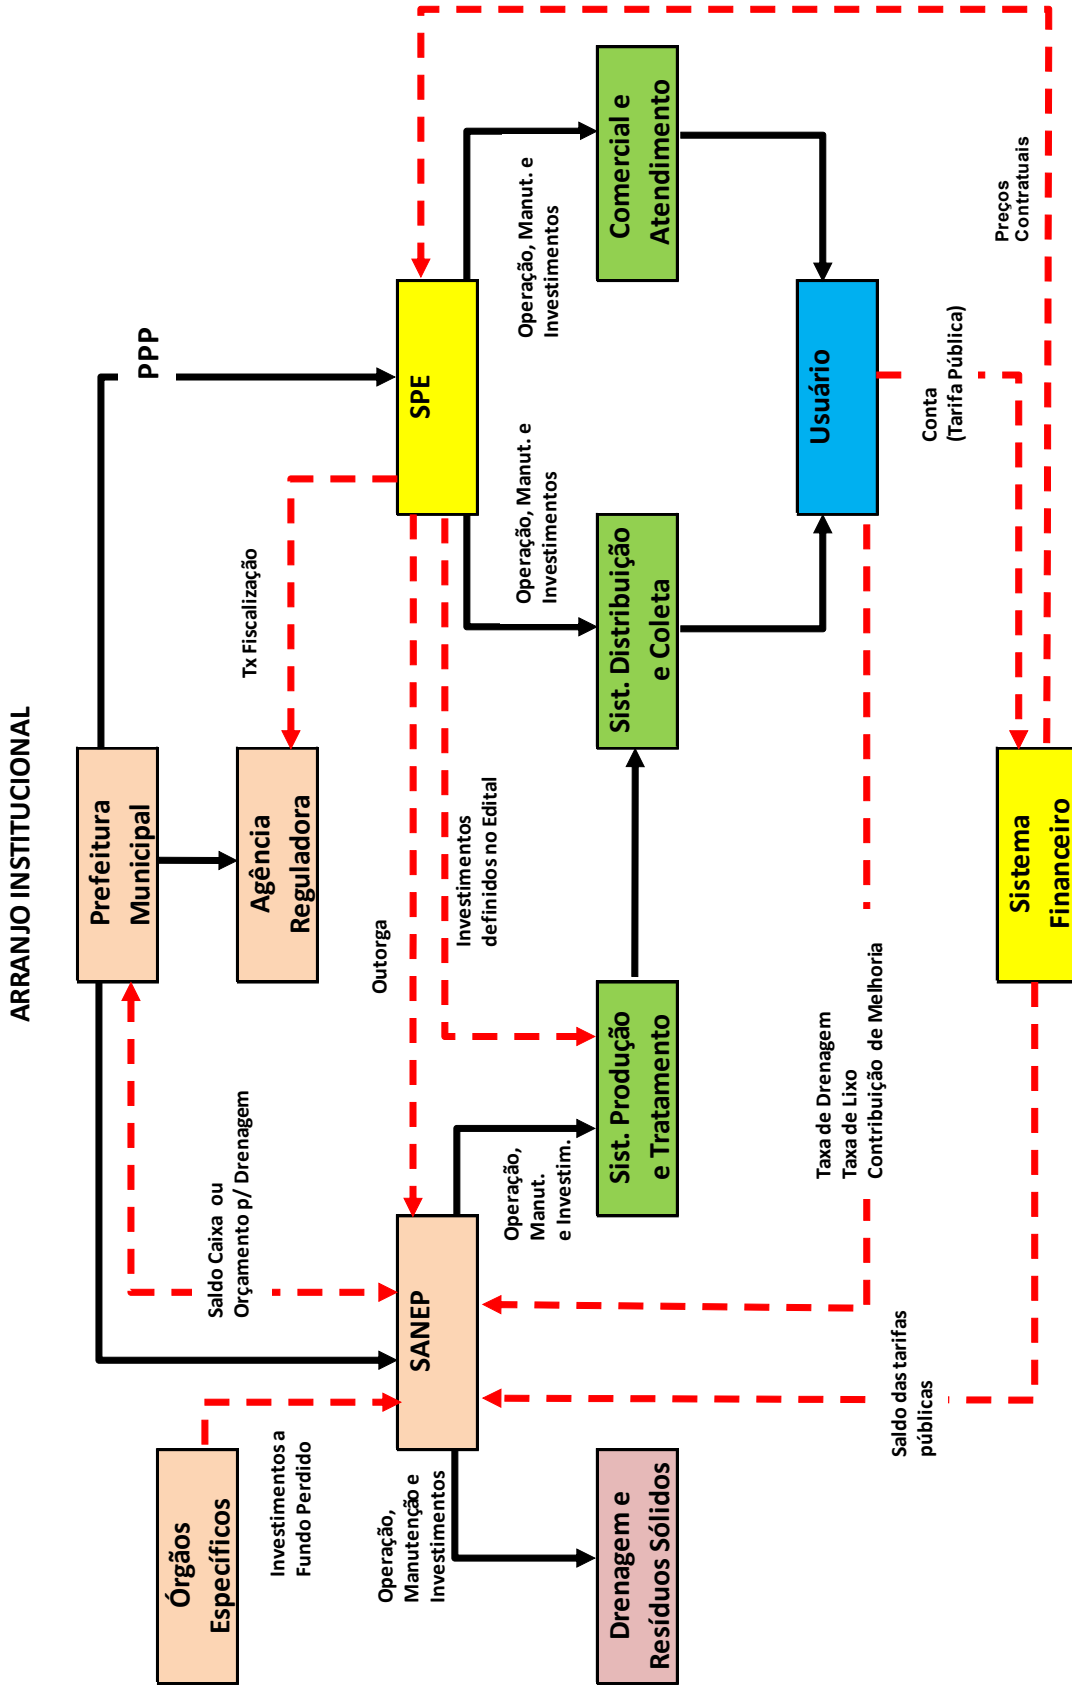 ARRANJO INSTITUCIONAL
Prefeitura
Municipal
PPP
Órgãos
Específicos
Agência
Reguladora
Tx Fiscalização
Saldo Caixa ou
Orçamento p/ Drenagem
Investimentos a
Fundo Perdido
Outorga
SANEP
SPE
Investimentos
definidos no Edital
Operação,
Manutenção e
Investimentos
Operação,
Manut.
e Investim.
Operação, Manut. e
Investimentos
Operação, Manut. e
Investimentos
Drenagem e
Resíduos Sólidos
Sist. Produção
e Tratamento
Sist. Distribuição
e Coleta
Comercial e
Atendimento
Usuário
Taxa de Drenagem
Taxa de Lixo
Contribuição de Melhoria
Saldo das tarifas
públicas
Conta
(Tarifa Pública)
Preços
Contratuais
Sistema
Financeiro